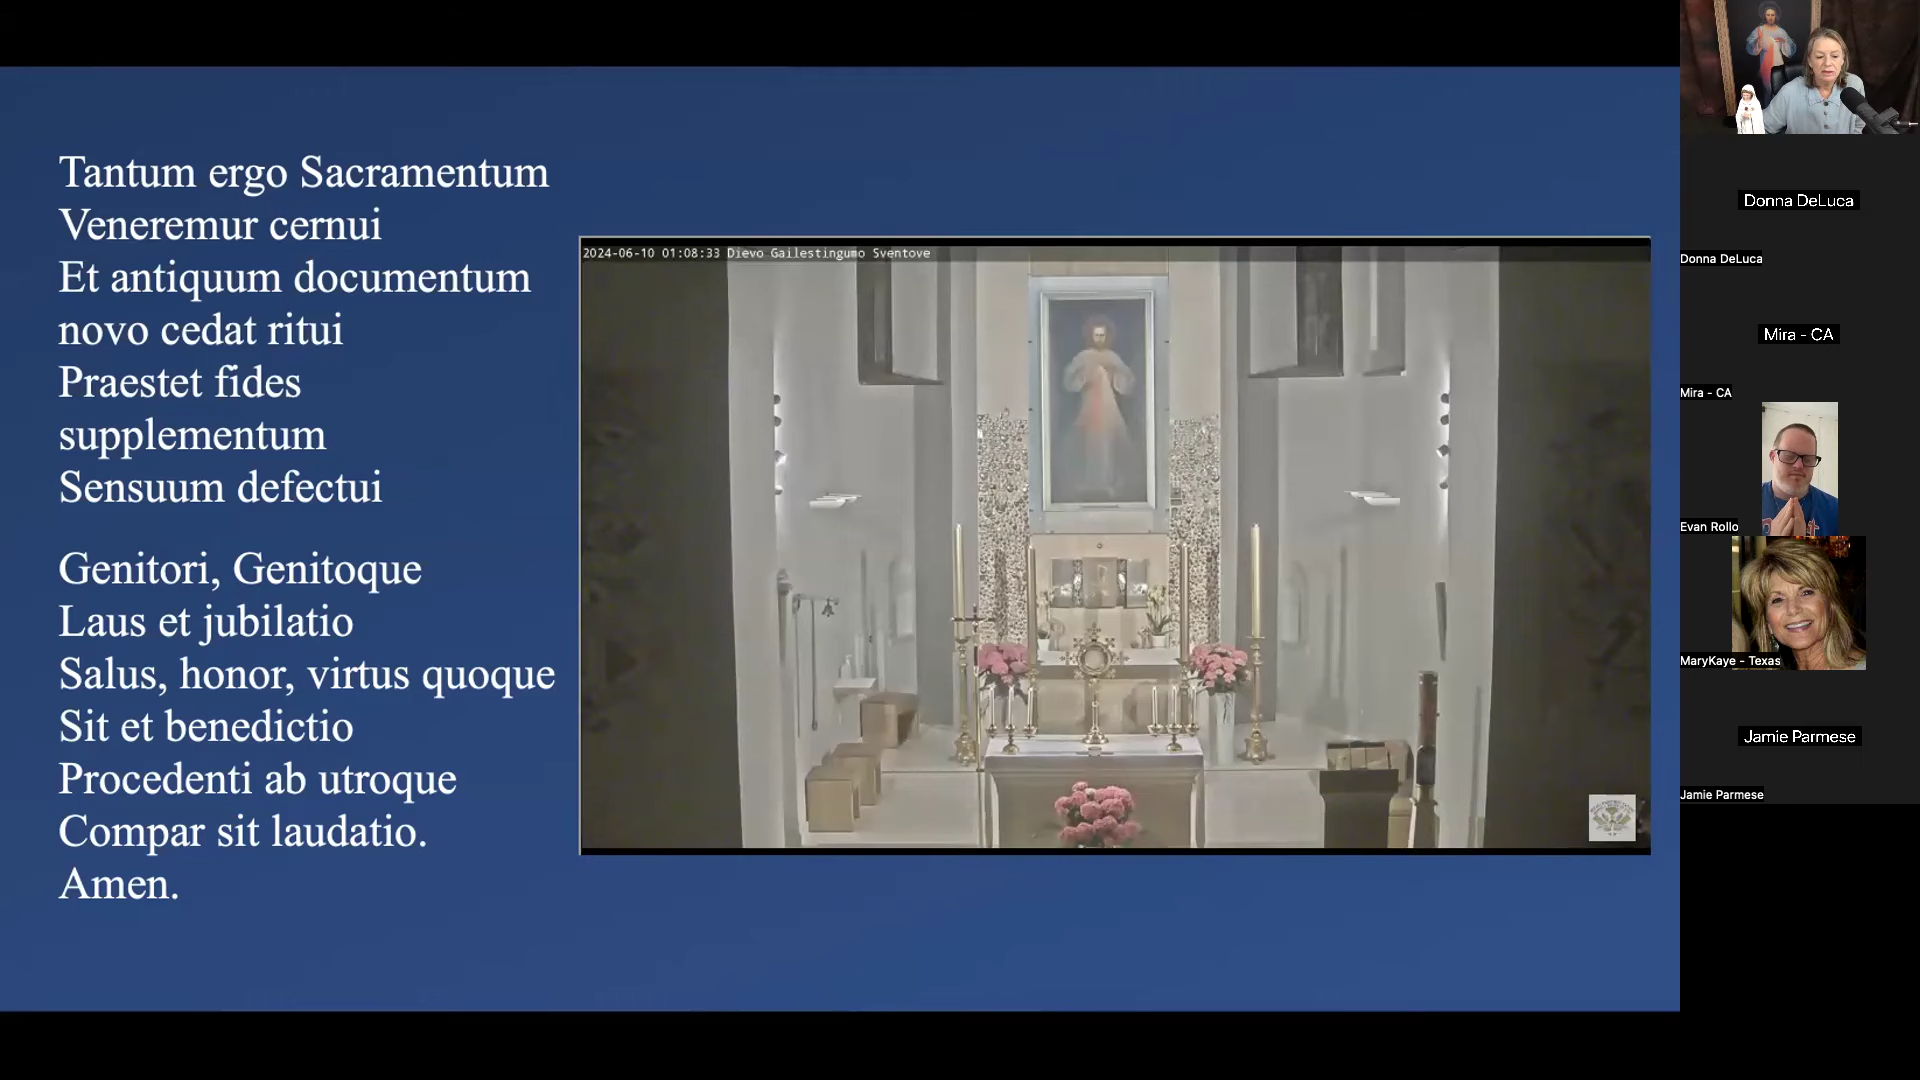 Tantum ergo Sacramentum
Veneremur cernui
Et antiquum documentum
novo cedat ritui
Praestet fides
supplementum
Sensuum defectui
Genitori, Genitoque
Laus et jubilatio
Salus, honor, virtus quoque
Sit et benedictio
Procedenti ab utroque
Compar sit laudatio.
Amen.
2024-06-10 01:08:33 Dievo Gailestingumo Sventove
Donna DeLuca
Donna DeLuca
Mira - CA
Mira - CA
Evan Rollo
MaryKaye - Texas
Jamie Parmese
Jamie Parmese